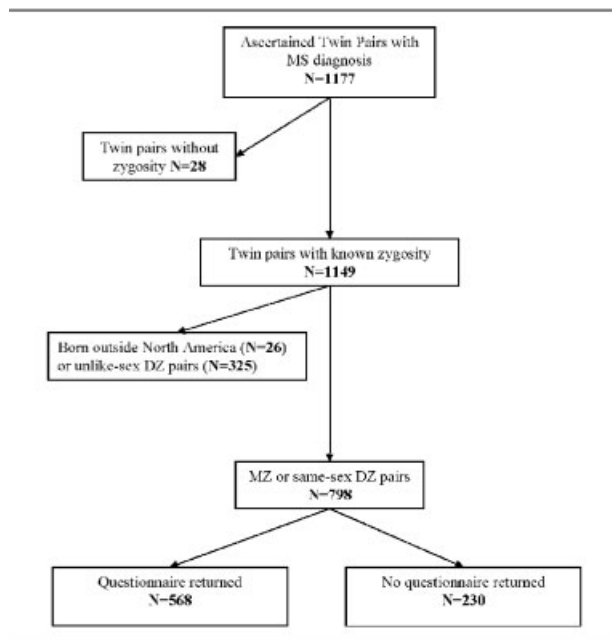 Ascertained Twin Pairs with
MS diagnosis
N=1177
Twin pairs without
zygosity N=28
Twin pairs with known zygosity
N=1149
Born outside North America (N=26)
or unlike-sex DZ pairs (N=325)
MZ or same-sex DZ pairs
N=798
Questionnaire returned
N=568
No questionnaire returned
N=230